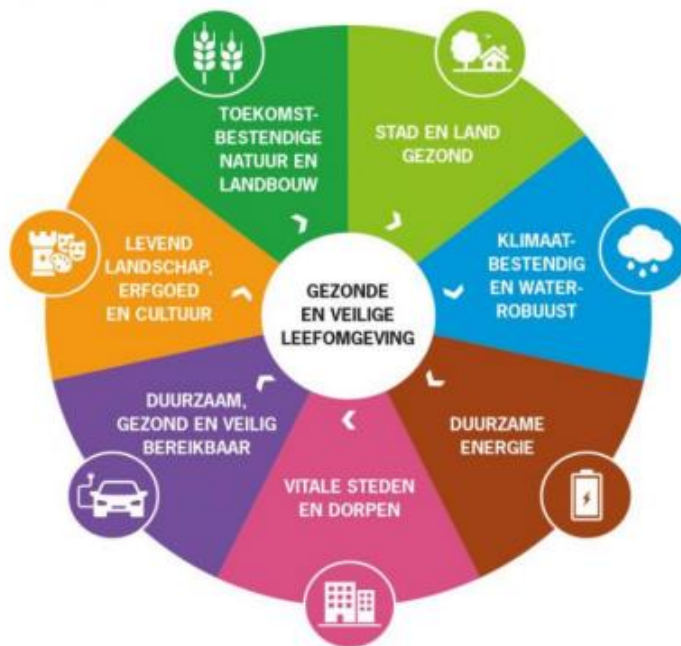 TOEKOMST-
BESTENDIGE
NATUUR EN
LANDBOUW
STAD EN LAND
GEZOND
KLIMAAT-
BESTENDIG
EN WATER-
ROBUUST
DUURZAME
ENERGIE
VITALE STEDEN
EN DORPEN
DUURZAAM,
GEZOND EN VEILIG
BEREIKBAAR
LEVEND
LANDSCHAP,
ERFGOED
EN CULTUUR
GEZONDE
EN VEILIGE
LEEFOMGEVING